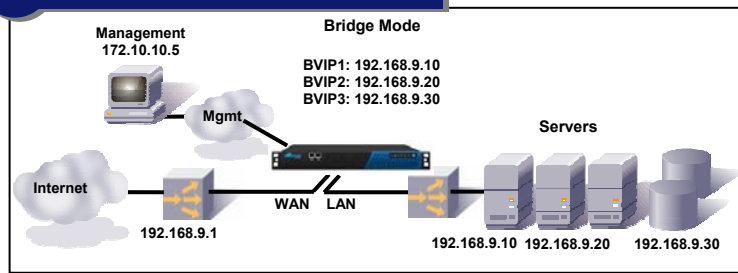 Bridge Mode
Management
172.10.10.5
BVIP1: 192.168.9.10
BVIP2: 192.168.9.20
BVIP3: 192.168.9.30
Mgmt
Servers
Internet
WAN
LAN
192.168.9.1
192.168.9.10
192.168.9.20
192.168.9.30